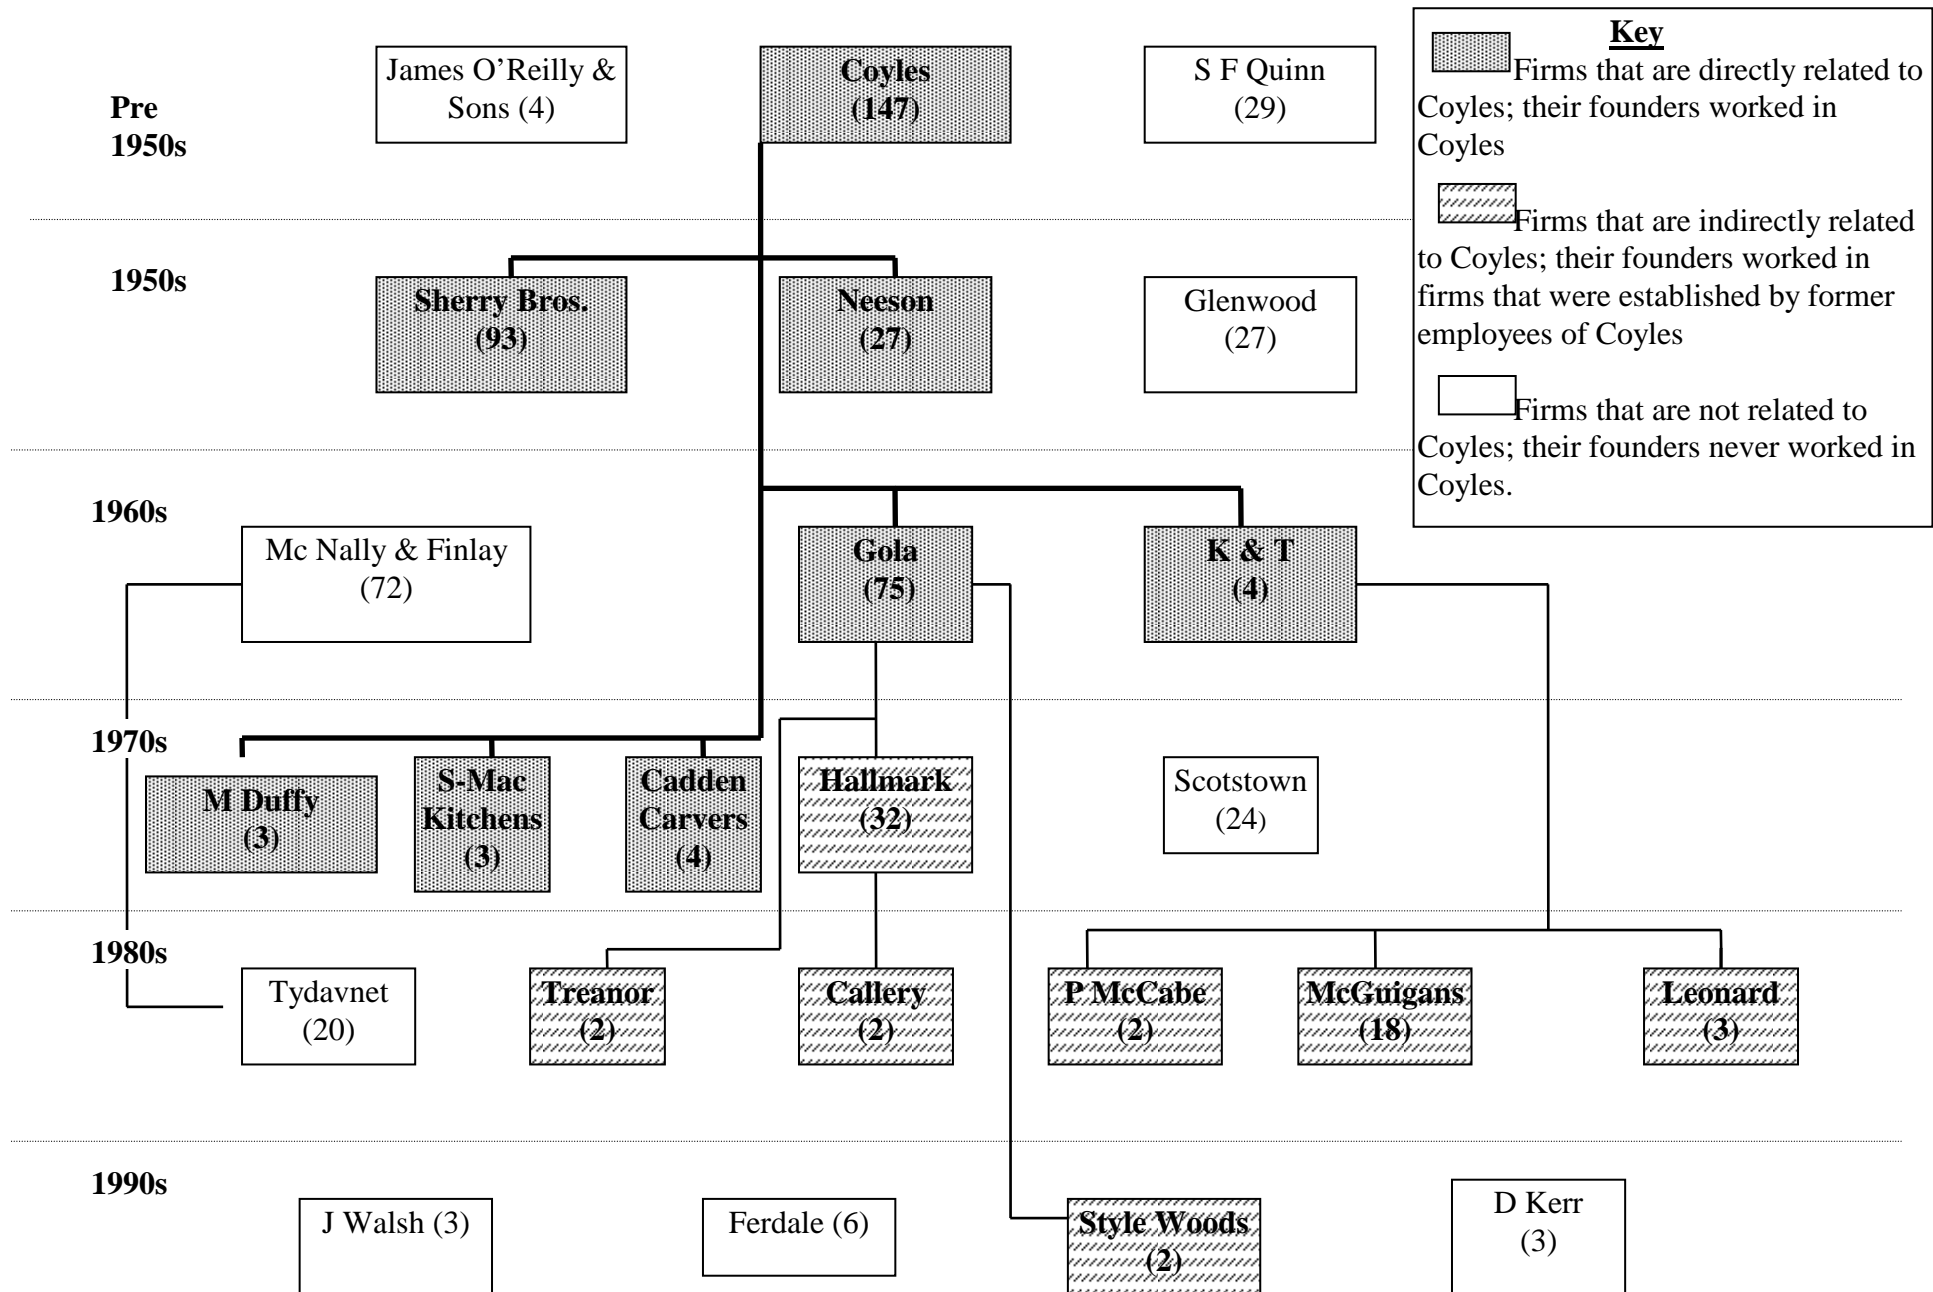 Pre
1950s
James O’Reilly &
Sons (4)
Coyles
(147)
S F Quinn
(29)
Key
Firms that are directly related to
Coyles; their founders worked in
Coyles
Firms that are indirectly related
to Coyles; their founders worked in
firms that were established by former
employees of Coyles
Firms that are not related to
Coyles; their founders never worked in
Coyles.
1950s
Sherry Bros.
(93)
Neeson
(27)
Glenwood
(27)
1960s
Mc Nally & Finlay
(72)
Gola
(75)
K & T
(4)
1970s
M Duffy
(3)
S-Mac
Kitchens
(3)
Cadden
Carvers
(4)
Hallmark
(32)
Scotstown
(24)
1980s
Tydavnet
(20)
Treanor
(2)
Callery
(2)
P McCabe
(2)
McGuigans
(18)
Leonard
(3)
1990s
J Walsh (3)
Ferdale (6)
Style Woods
(2)
D Kerr
(3)